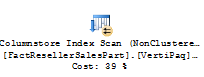 Columnstore Index Scan (NonClustere…
[FactResellerSalesPart].[VertiPaq]…
Cost: 39 %